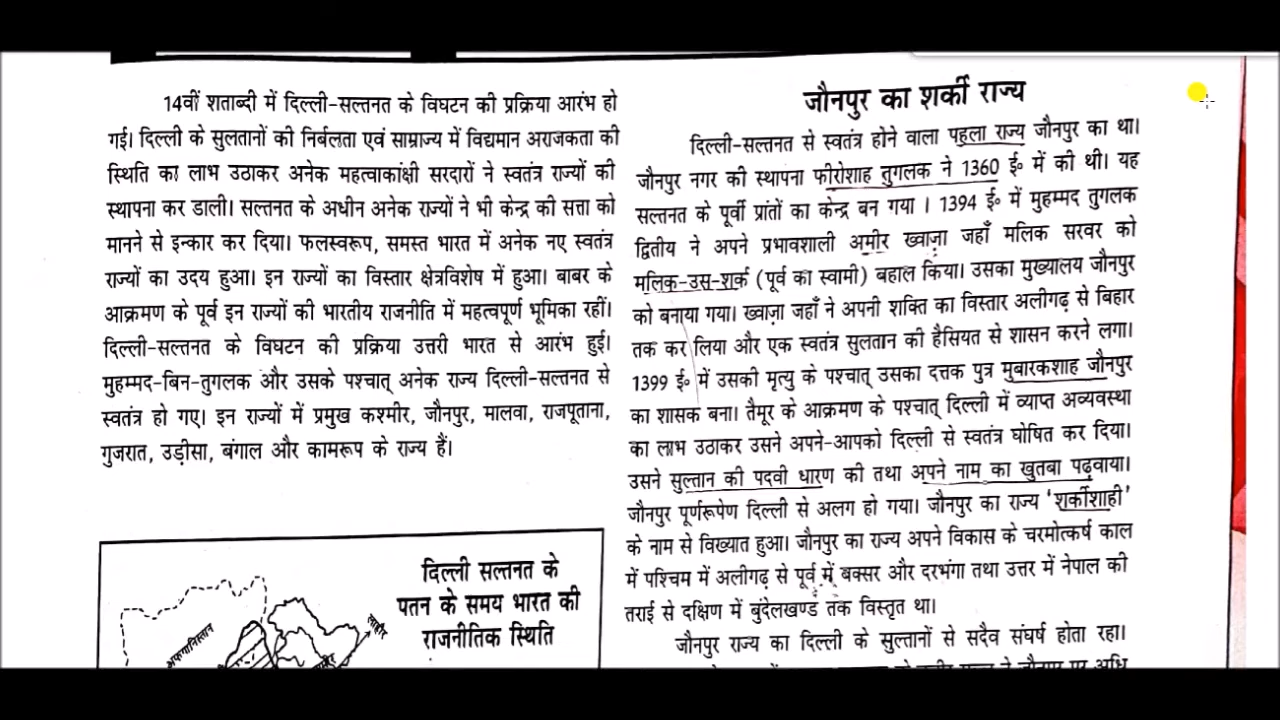 14वीं शताब्दी में दिल्ली-सल्तनत के विघटन की प्रक्रिया आरंभ हो
गई। दिल्ली के सुलतानों की निर्बलता एवं साम्राज्य में विद्यमान अराजकता की
स्थिति का लाभ उठाकर अनेक महत्वाकांक्षी सरदारों ने स्वतंत्र राज्यों की
स्थापना कर डाली। सल्तनत के अधीन अनेक राज्यों ने भी केन्द्र की सत्ता को
मानने से इन्कार कर दिया। फलस्वरूप, समस्त भारत में अनेक नए स्वतंत्र
राज्यों का उदय हुआ। इन राज्यों का विस्तार क्षेत्रविशेष में हुआ। बाबर के
आक्रमण के पूर्व इन राज्यों की भारतीय राजनीति में महत्वपूर्ण भूमिका रहीं।
दिल्ली-सल्तनत के विघटन की प्रक्रिया उत्तरी भारत से आरंभ हुई।
मुहम्मद-बिन-तुगलक और उसके पश्चात् अनेक राज्य दिल्ली-सल्तनत से
स्वतंत्र हो गए। इन राज्यों में प्रमुख कश्मीर, जौनपुर, मालवा, राजपूताना,
गुजरात, उड़ीसा, बंगाल और कामरूप के राज्य हैं।
दिल्ली सल्तनत के
पतन के समय भारत की
राजनीतिक स्थिति
अफगानिस्तान
जौनपुर का शर्की राज्य
दिल्ली-सल्तनत से स्वतंत्र होने वाला पहला राज्य जौनपुर का था।
जौनपुर नगर की स्थापना फीरोशाह तुगलक ने 1360 ई॰ में की थी। यह
सल्तनत के पूर्वी प्रांतों का केन्द्र बन गया । 1394 ई॰ में मुहम्मद तुगलक
द्वितीय ने अपने प्रभावशाली अमीर ख्वाज़ा जहाँ मलिक सरवर को
मलिक-उस-शर्क (पूर्व का स्वामी) बहाल किया। उसका मुख्यालय जौनपुर
को बनाया गया। ख्वाज़ा जहाँ ने अपनी शक्ति का विस्तार अलीगढ़ से बिहार
तक कर लिया और एक स्वतंत्र सुलतान की हैसियत से शासन करने लगा।
1399 ई॰ में उसकी मृत्यु के पश्चात् उसका दत्तक पुत्र मुबारकशाह जौनपुर
का शासक बना। तैमूर के आक्रमण के पश्चात् दिल्ली में व्याप्त अव्यवस्था
का लाभ उठाकर उसने अपने-आपको दिल्ली से स्वतंत्र घोषित कर दिया।
उसने सुल्तान की पदवी धारण की तथा अपने नाम का खुतबा पढ़वाया।
जौनपुर पूर्णरूपेण दिल्ली से अलग हो गया। जौनपुर का राज्य 'शर्कीशाही'
के नाम से विख्यात हुआ। जौनपुर का राज्य अपने विकास के चरमोत्कर्ष काल
में पश्चिम में अलीगढ़ से पूर्व में बक्सर और दरभंगा तथा उत्तर में नेपाल की
तराई से दक्षिण में बुंदेलखण्ड तक विस्तृत था।
जौनपुर राज्य का दिल्ली के सुल्तानों से सदैव संघर्ष होता रहा।